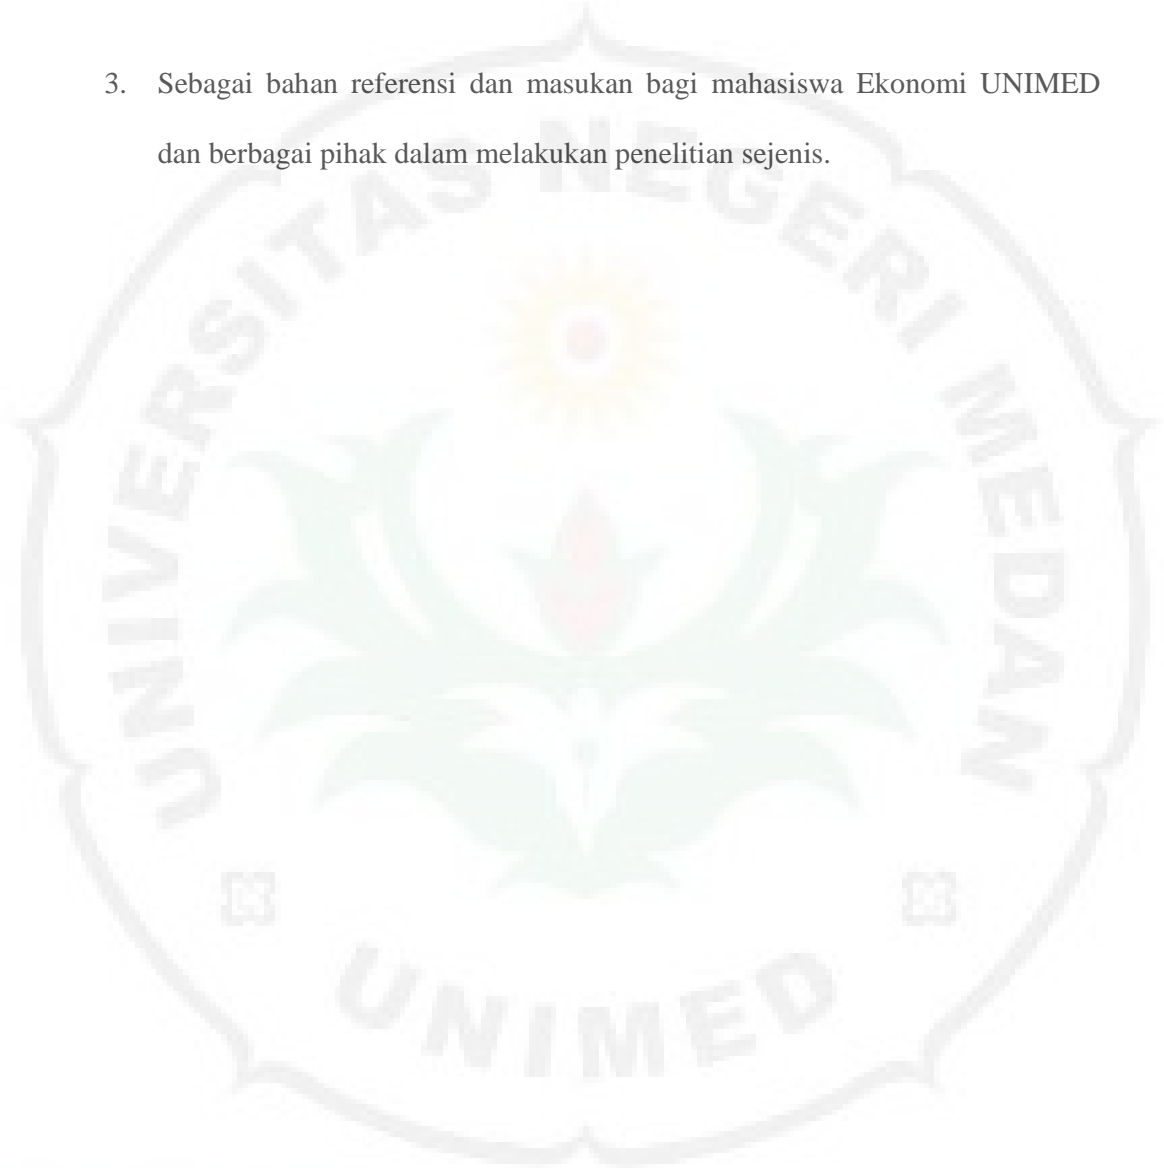 3. Sebagai bahan referensi dan masukan bagi mahasiswa Ekonomi UNIMED
dan berbagai pihak dalam melakukan penelitian sejenis.
UNIVERSITAS NEGERI MEDAN
UNIMED